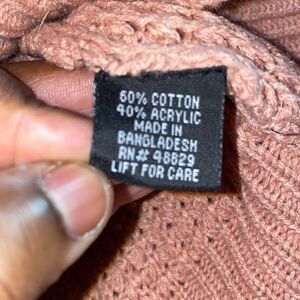 60% COTTON
40% ACRYLIC
MADE IN
BANGLADESH
RN# 48829
LIFT FOR CARE